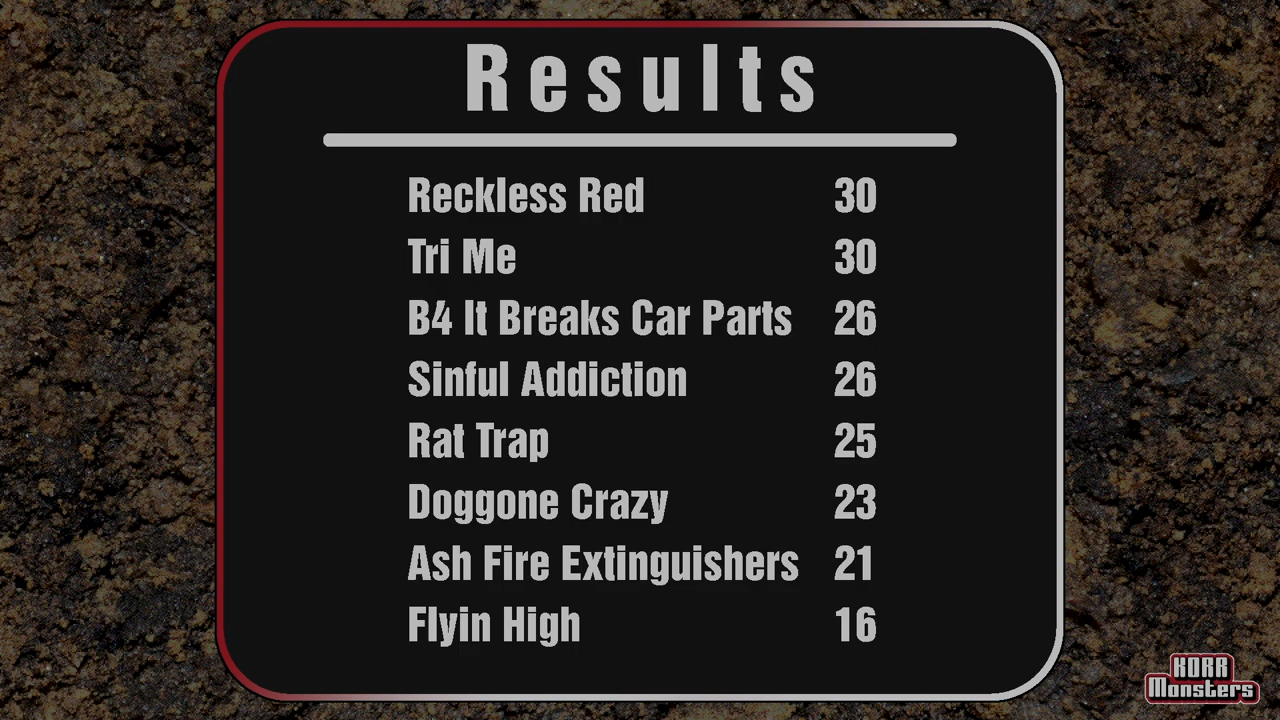 Results
Reckless Red 30
Tri Me 30
B4 It Breaks Car Parts 26
Sinful Addiction 26
Rat Trap 25
Doggone Crazy 23
Ash Fire Extinguishers 21
Flyin High 16
KORR
Monsters